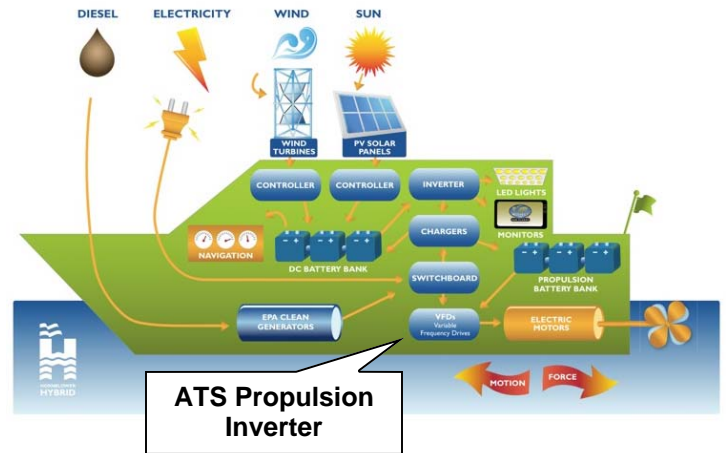 DIESEL
ELECTRICITY
WIND
SUN
WIND
TURBINES
PV SOLAR
PANELS
CONTROLLER
CONTROLLER
INVERTER
LED LIGHTS
MONITORS
CHARGERS
NAVIGATION
DC BATTERY BANK
SWITCHBOARD
PROPULSION
BATTERY BANK
EPA CLEAN
GENERATORS
VFDs
Variable
Frequency Drives
ELECTRIC
MOTORS
HYBRID
MOTION
FORCE
ATS Propulsion
Inverter